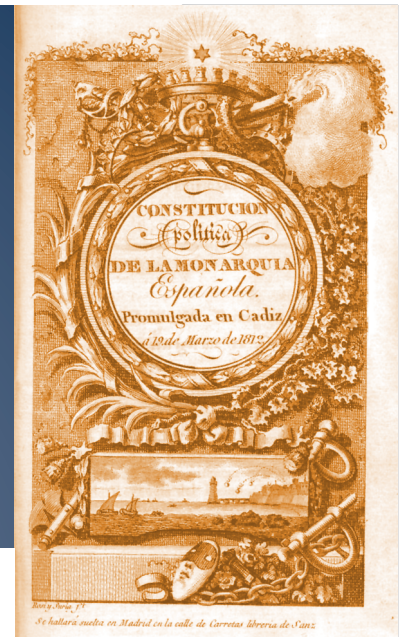 CONSTITUCION
politica
DE LA MONARQUIA
Española.
Promulgada en Cadiz
á 19 de Marzo de 1812
Se hallará suelta en Madrid en la calle de Carretas libreria de Sanz